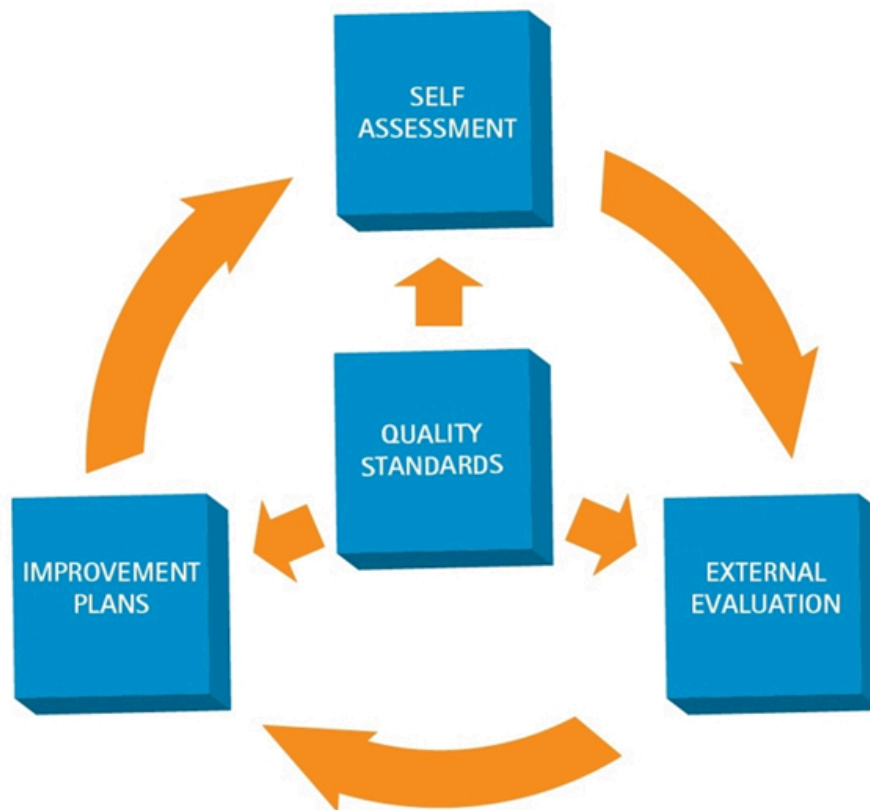 SELF
ASSESSMENT
QUALITY
STANDARDS
IMPROVEMENT
PLANS
EXTERNAL
EVALUATION